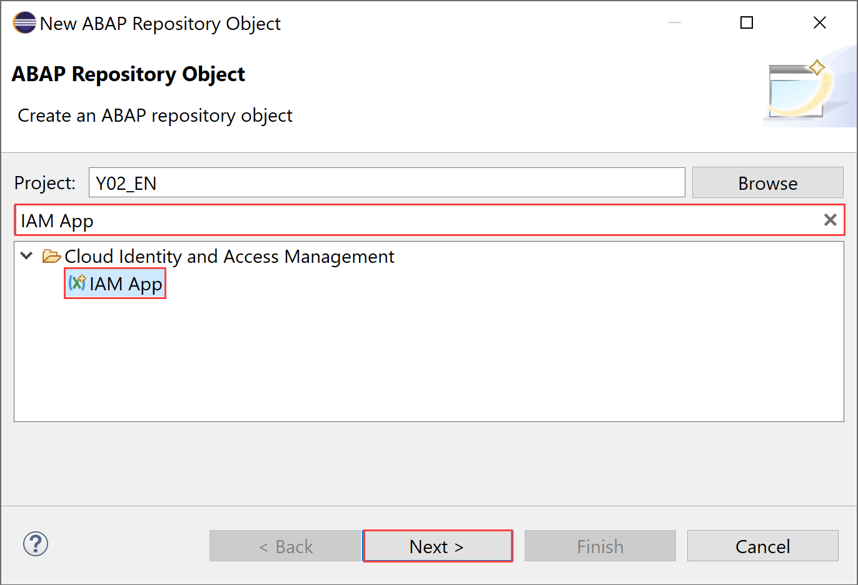 New ABAP Repository Object
ABAP Repository Object
Create an ABAP repository object
Project: Y02_EN Browse
IAM App
Cloud Identity and Access Management
IAM App
< Back Next > Finish Cancel